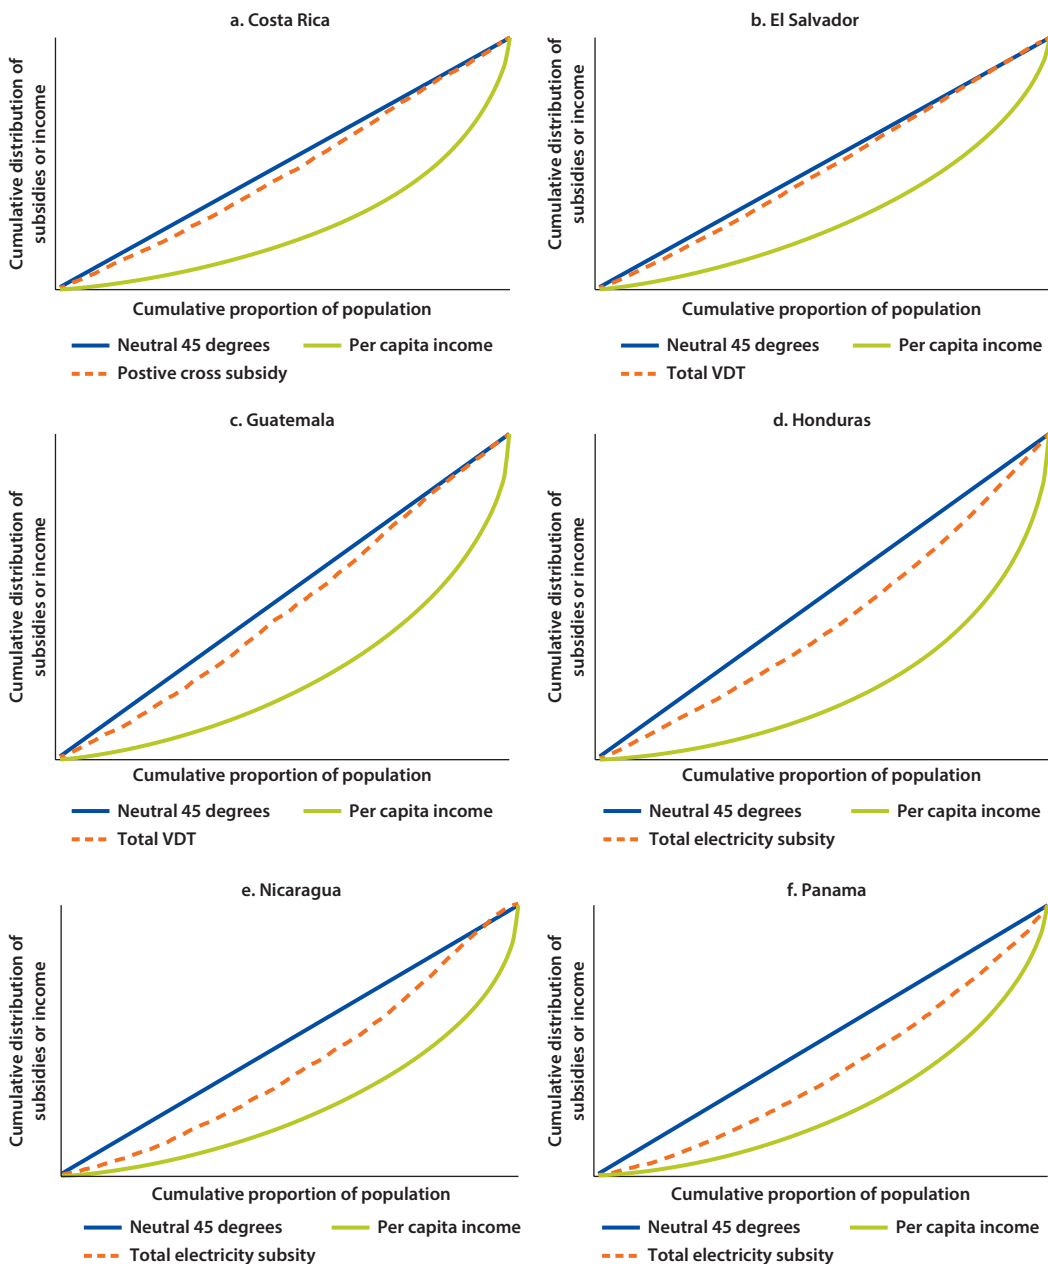 a. Costa Rica
Cumulative distribution of
subsidies or income
Cumulative proportion of population
Neutral 45 degrees
Per capita income
Postive cross subsidy
b. El Salvador
Cumulative distribution of
subsidies or income
Cumulative proportion of population
Neutral 45 degrees
Per capita income
Total VDT
c. Guatemala
Cumulative distribution of
subsidies or income
Cumulative proportion of population
Neutral 45 degrees
Per capita income
Total VDT
d. Honduras
Cumulative distribution of
subsidies or income
Cumulative proportion of population
Neutral 45 degrees
Per capita income
Total electricity subsity
e. Nicaragua
Cumulative distribution of
subsidies or income
Cumulative proportion of population
Neutral 45 degrees
Per capita income
Total electricity subsity
f. Panama
Cumulative distribution of
subsidies or income
Cumulative proportion of population
Neutral 45 degrees
Per capita income
Total electricity subsity